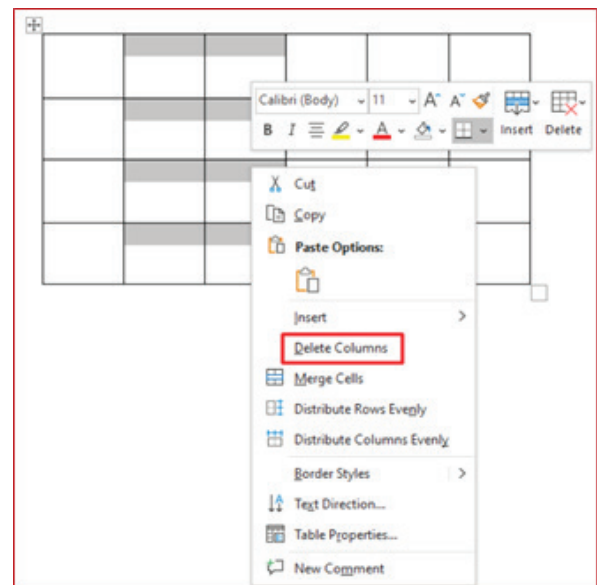 Calibri (Body) 11 A A
B I A Insert Delete
Cut
Copy
Paste Options:
Insert
Delete Columns
Merge Cells
Distribute Rows Evenly
Distribute Columns Evenly
Border Styles
Text Direction...
Table Properties...
New Comment